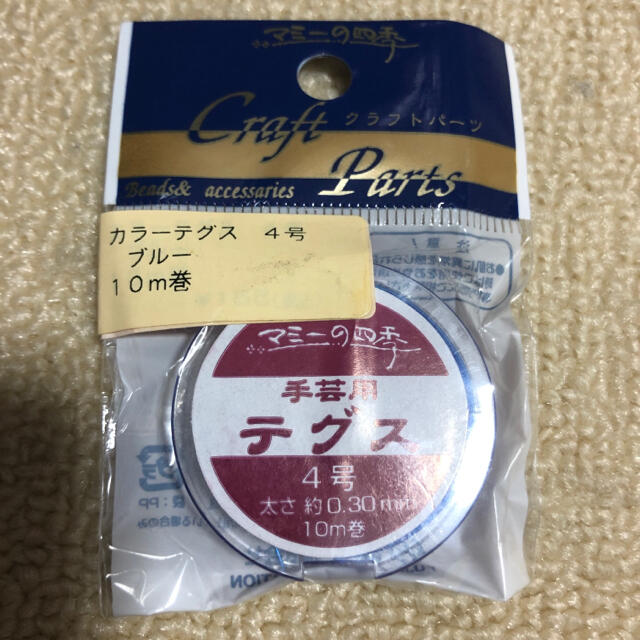 マミーの四季
Craft クラフトパーツ
Parts
Beads& accessaries
カラーテグス 4号
ブルー
10m巻
マミーの四季
手芸用
テグス
4号
太さ 約0.30mm
10m巻